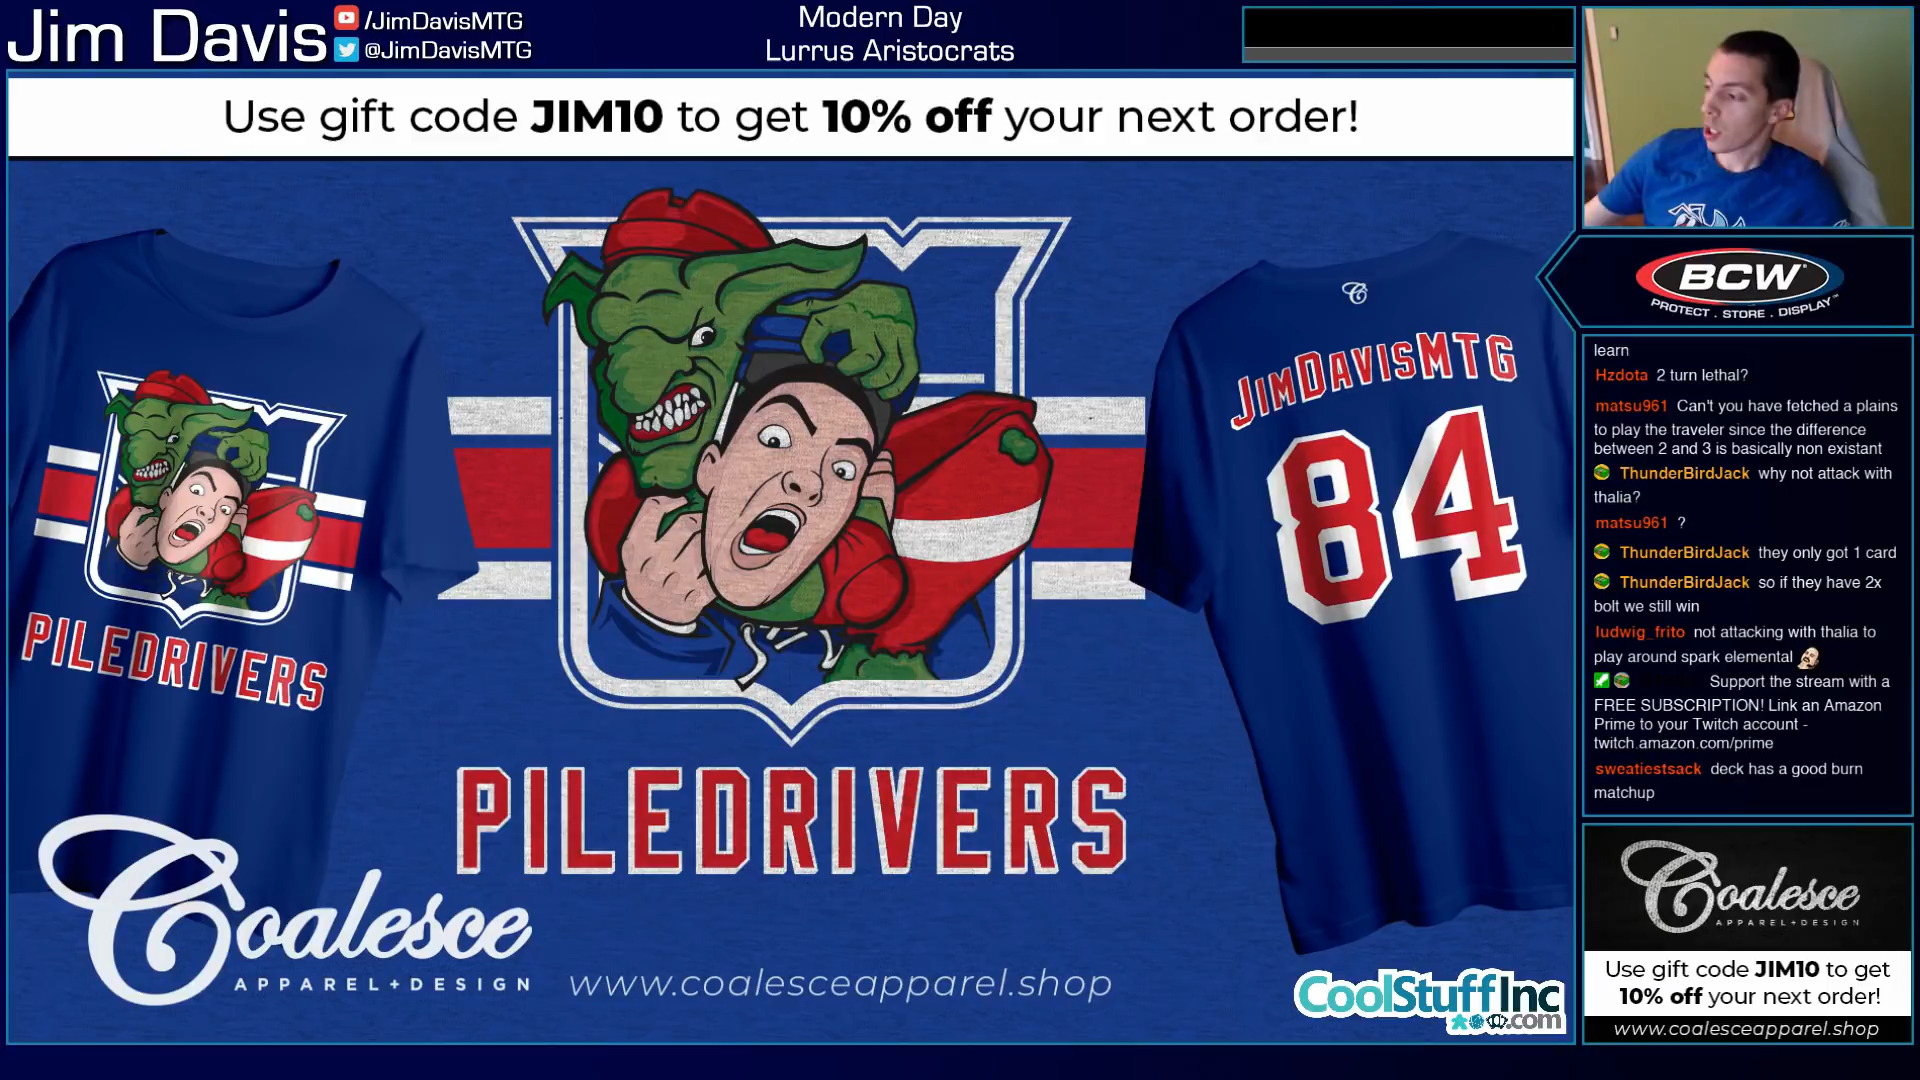 Jim Davis
/JimDavisMTG
@JimDavisMTG
Modern Day
Lurrus Aristocrats
Use gift code JIM10 to get 10% off your next order!
PILEDRIVERS
PILEDRIVERS
JIMDAVISMTG
84
Coalesce
APPAREL+DESIGN
www.coalesceapparel.shop
CoolStuffInc
.com
BCW
PROTECT . STORE . DISPLAY™
learn
Hzdota 2 turn lethal?
matsu961 Can't you have fetched a plains
to play the traveler since the difference
between 2 and 3 is basically non existant
ThunderBirdJack why not attack with
thalia?
matsu961 ?
ThunderBirdJack they only got 1 card
ThunderBirdJack so if they have 2x
bolt we still win
ludwig_frito not attacking with thalia to
play around spark elemental
Support the stream with a
FREE SUBSCRIPTION! Link an Amazon
Prime to your Twitch account -
twitch.amazon.com/prime
sweatiestsack deck has a good burn
matchup
Coalesce
APPAREL+DESIGN
Use gift code JIM10 to get
10% off your next order!
www.coalesceapparel.shop